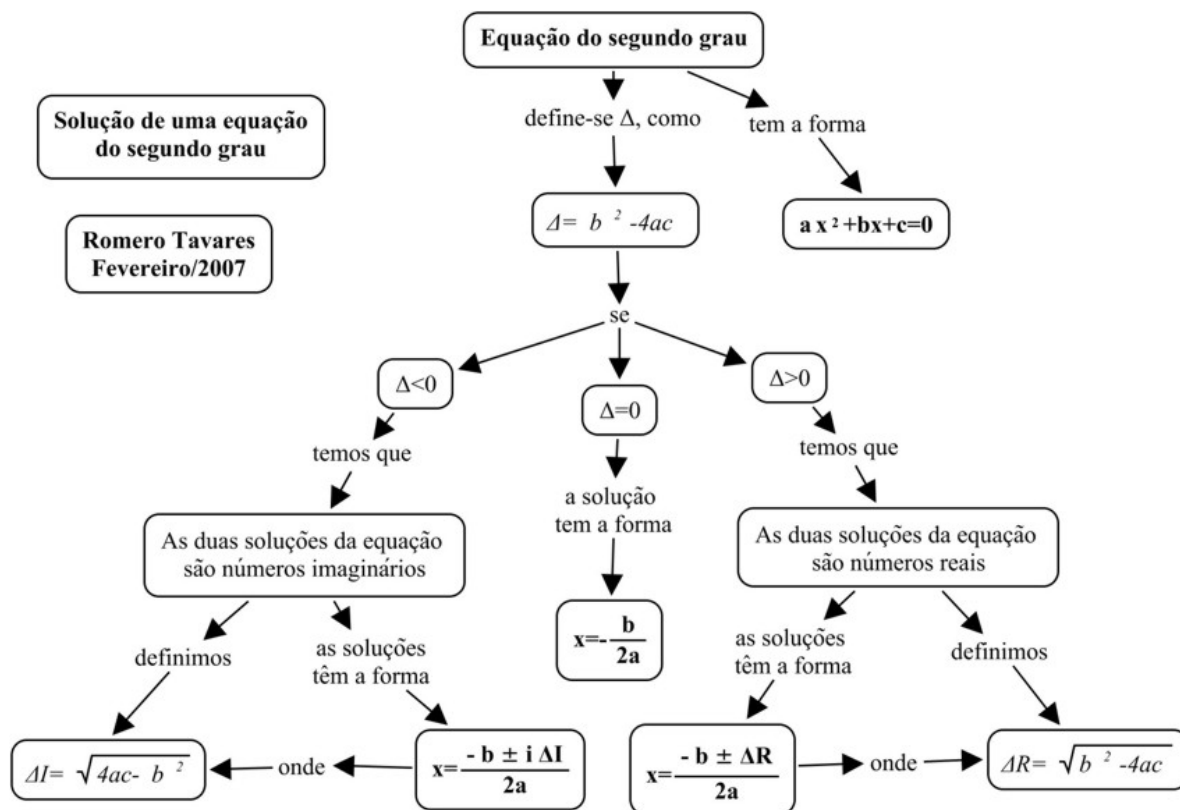 Equação do segundo grau
Solução de uma equação
do segundo grau
define-se Δ, como
tem a forma
Δ= b ² -4ac
a x ² +bx+c=0
Romero Tavares
Fevereiro/2007
se
Δ<0
Δ=0
Δ>0
temos que
a solução
tem a forma
temos que
As duas soluções da equação
são números imaginários
As duas soluções da equação
são números reais
x=- b/2a
definimos
as soluções
têm a forma
as soluções
têm a forma
definimos
ΔI= √(4ac- b ²)
onde
x= (- b ± i ΔI)/2a
x= (- b ± ΔR)/2a
onde
ΔR= √(b ² -4ac)